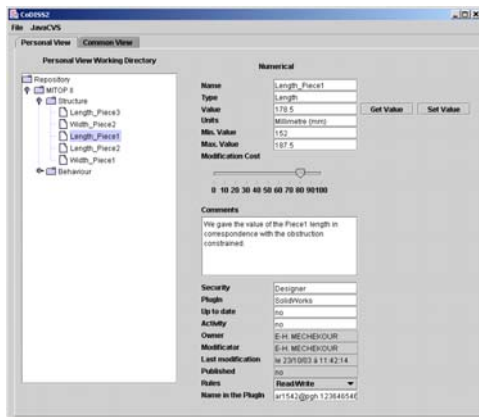 CoDISS2
File JavaCVS
Personal View Common View
Personal View Working Directory
Repository
MITOP II
Structure
Length_Piece3
Width_Piece2
Length_Piece1
Length_Piece2
Width_Piece1
Behaviour
Numerical
Name Length_Piece1
Type Length
Value 178.5 Get Value Set Value
Units Millimetre (mm)
Min. Value 152
Max. Value 187.5
Modification Cost
0 10 20 30 40 50 60 70 80 90100
Comments
We gave the value of the Piece1 length in
correspondence with the obstruction
constrained.
Security Designer
PlugIn SolidWorks
Up to date no
Activity no
Owner E-H. MECHEKOUR
Modificator E-H. MECHEKOUR
Last modification le 23/10/03 à 11:42:14
Published no
Rules Read/Write
Name in the Plugin